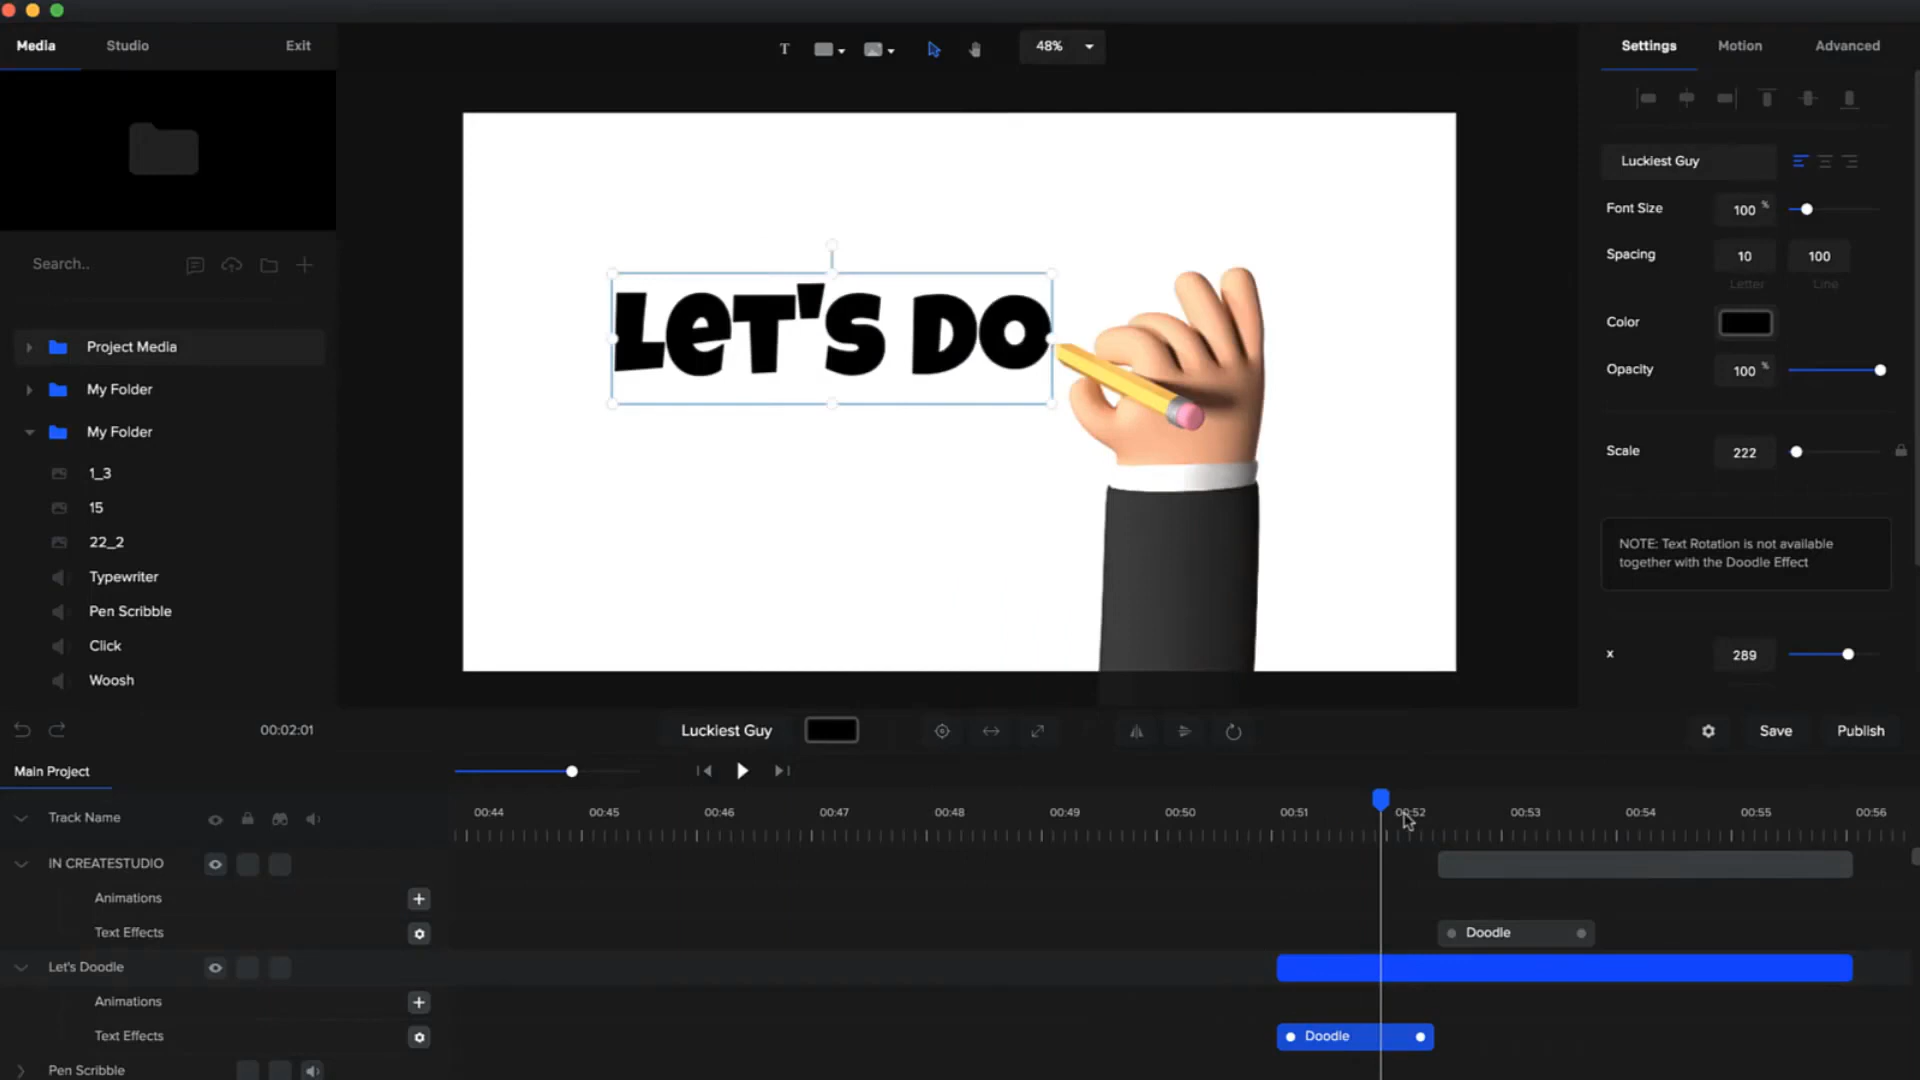 Media Studio Exit
T 48%
Settings Motion Advanced
Search..
Project Media
My Folder
My Folder
1_3
15
22_2
Typewriter
Pen Scribble
Click
Woosh
LET'S DO
Luckiest Guy
Font Size 100 %
Spacing 10 100
Letter Line
Color
Opacity 100 %
Scale 222
NOTE: Text Rotation is not available
together with the Doodle Effect
x 289
00:02:01 Luckiest Guy Save Publish
Main Project
Track Name 00:44 00:45 00:46 00:47 00:48 00:49 00:50 00:51 00:52 00:53 00:54 00:55 00:56
IN CREATESTUDIO
Animations
Text Effects Doodle
Let's Doodle
Animations
Text Effects Doodle
Pen Scribble